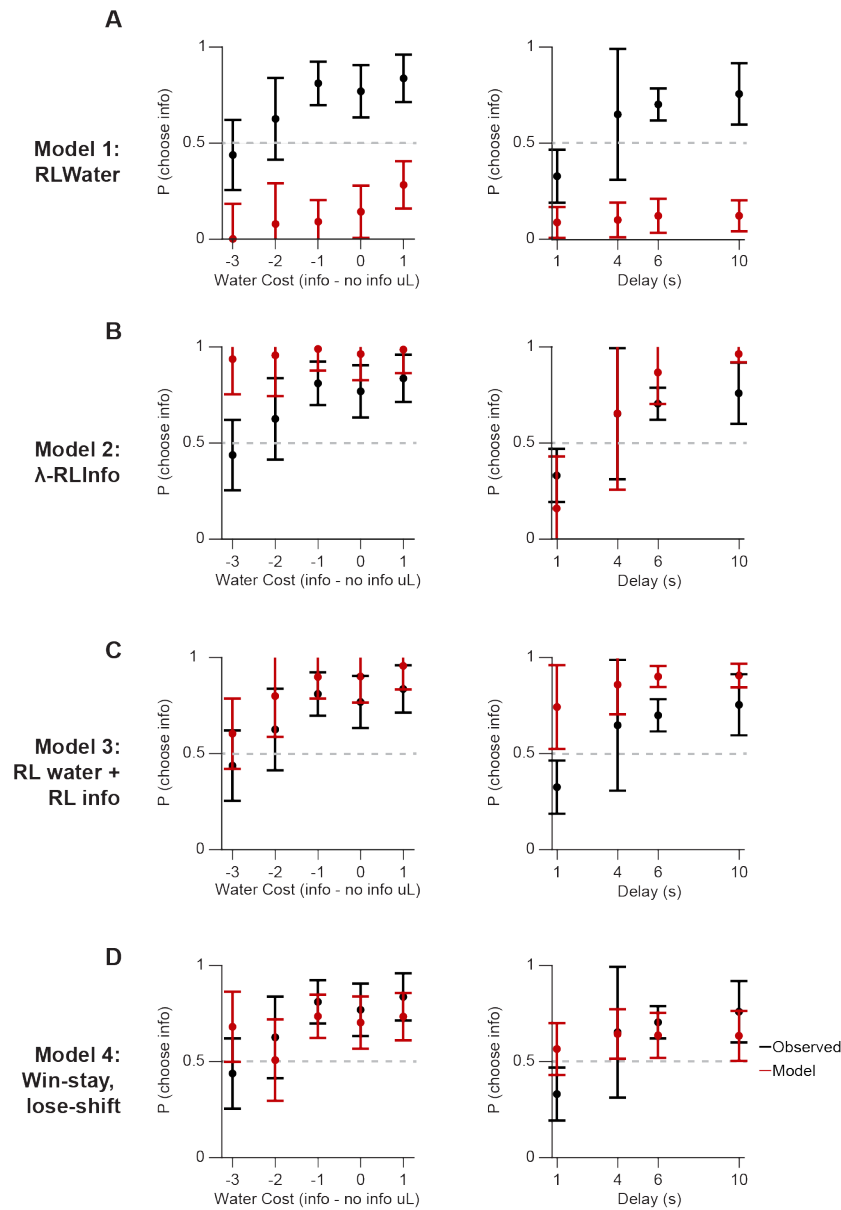 A
Model 1:
RLWater
P (choose info)
1
0.5
0
-3 -2 -1 0 1
Water Cost (info - no info uL)
P (choose info)
1
0.5
0
1 4 6 10
Delay (s)
B
Model 2:
λ-RLInfo
P (choose info)
1
0.5
0
-3 -2 -1 0 1
Water Cost (info - no info uL)
P (choose info)
1
0.5
0
1 4 6 10
Delay (s)
C
Model 3:
RL water +
RL info
P (choose info)
1
0.5
0
-3 -2 -1 0 1
Water Cost (info - no info uL)
P (choose info)
1
0.5
0
1 4 6 10
Delay (s)
D
Model 4:
Win-stay,
lose-shift
P (choose info)
1
0.5
0
-3 -2 -1 0 1
Water Cost (info - no info uL)
P (choose info)
1
0.5
0
1 4 6 10
Delay (s)
Observed
Model